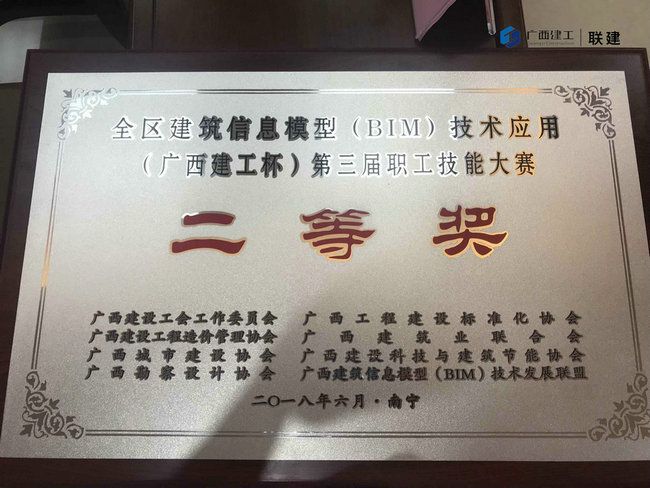 广西建工 联建
全区建筑信息模型（BIM）技术应用
（广西建工杯）第三届职工技能大赛
二等奖
广西建设工会工作委员会 广西工程建设标准化协会
广西建设工程造价管理协会 广西建筑业联合会
广西城市建设协会 广西建设科技与建筑节能协会
广西勘察设计协会 广西建筑信息模型（BIM）技术发展联盟
二〇一八年六月·南宁